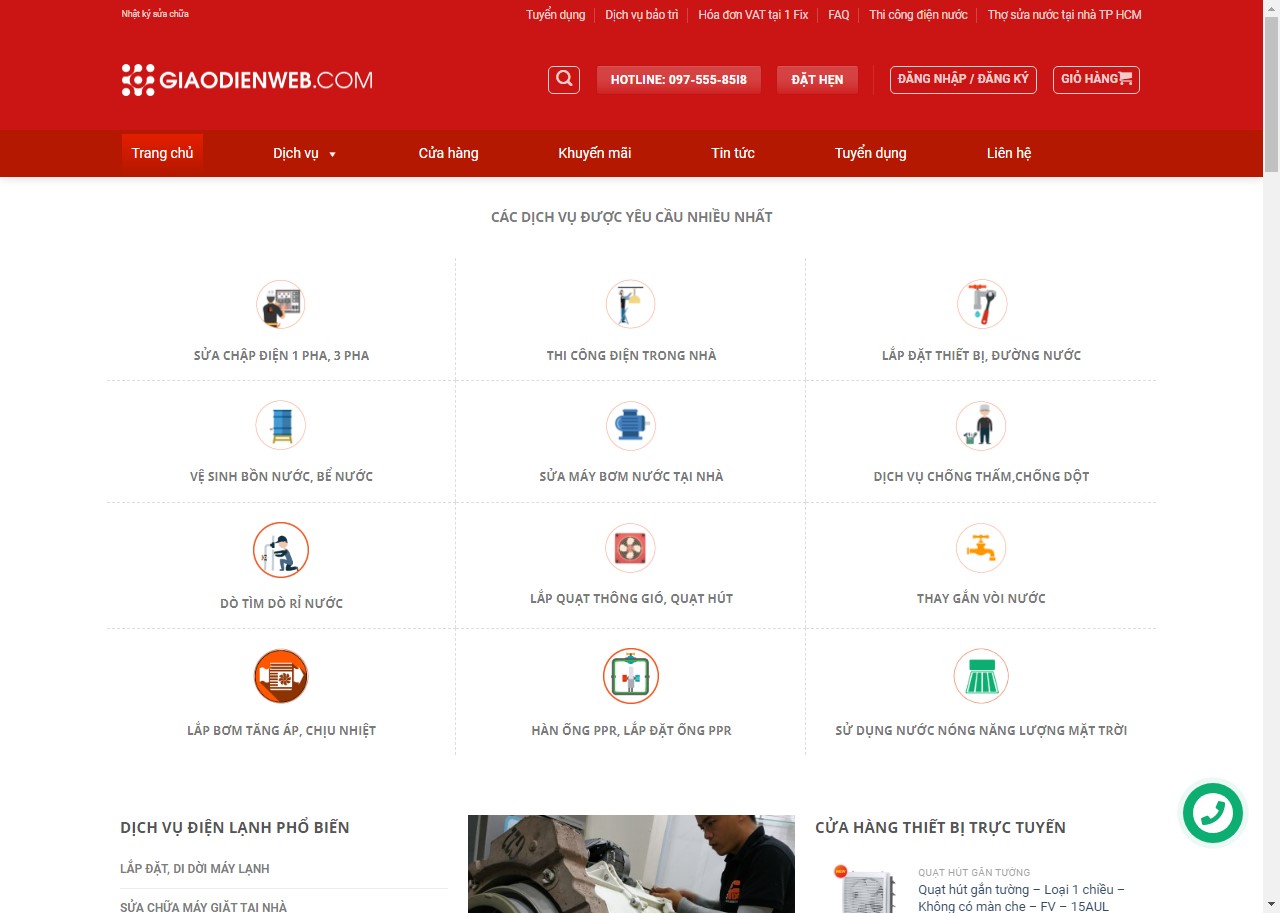 Nhật ký sửa chữa
Tuyển dụng
Dịch vụ bảo trì
Hóa đơn VAT tại 1 Fix
FAQ
Thi công điện nước
Thợ sửa nước tại nhà TP HCM
GIAODIENWEB.COM
HOTLINE: 097-555-8518
ĐẶT HẸN
ĐĂNG NHẬP / ĐĂNG KÝ
GIỎ HÀNG
Trang chủ
Dịch vụ
Cửa hàng
Khuyến mãi
Tin tức
Tuyển dụng
Liên hệ
CÁC DỊCH VỤ ĐƯỢC YÊU CẦU NHIỀU NHẤT
SỬA CHẬP ĐIỆN 1 PHA, 3 PHA
THI CÔNG ĐIỆN TRONG NHÀ
LẮP ĐẶT THIẾT BỊ, ĐƯỜNG NƯỚC
VỆ SINH BỒN NƯỚC, BỂ NƯỚC
SỬA MÁY BƠM NƯỚC TẠI NHÀ
DỊCH VỤ CHỐNG THẤM,CHỐNG DỘT
DÒ TÌM DÒ RỈ NƯỚC
LẮP QUẠT THÔNG GIÓ, QUẠT HÚT
THAY GẮN VÒI NƯỚC
LẮP BƠM TĂNG ÁP, CHỊU NHIỆT
HÀN ỐNG PPR, LẮP ĐẶT ỐNG PPR
SỬ DỤNG NƯỚC NÓNG NĂNG LƯỢNG MẶT TRỜI
DỊCH VỤ ĐIỆN LẠNH PHỔ BIẾN
LẮP ĐẶT, DI DỜI MÁY LẠNH
SỬA CHỮA MÁY GIẶT TẠI NHÀ
CỬA HÀNG THIẾT BỊ TRỰC TUYẾN
QUẠT HÚT GẮN TƯỜNG
Quạt hút gắn tường – Loại 1 chiều –
Không có màn che – FV – 15AUL